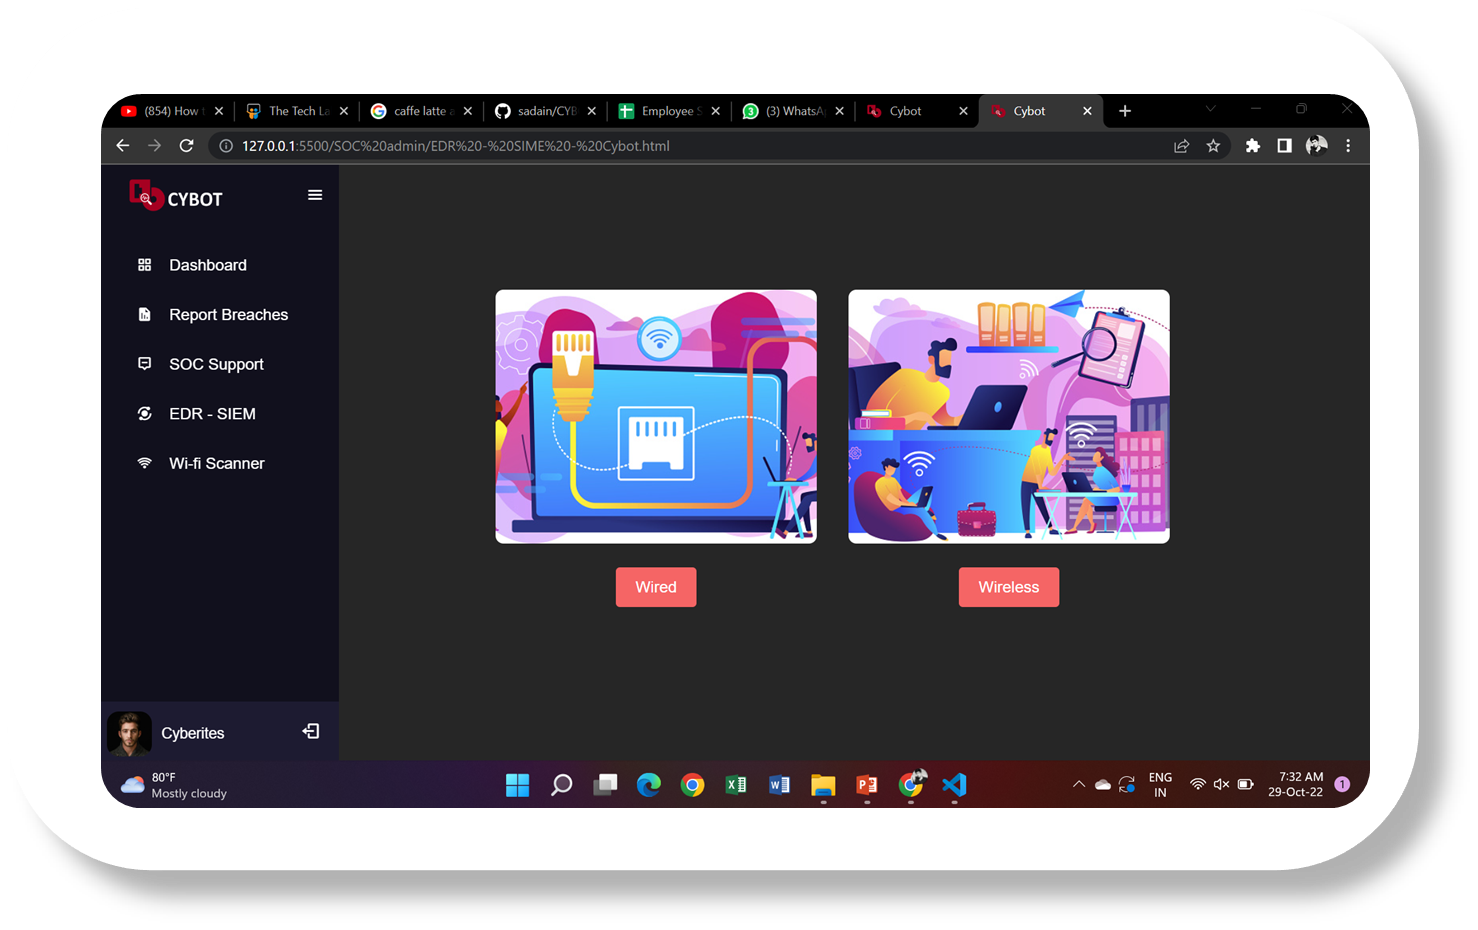 (854) How t
The Tech La
caffe latte a
sadain/CYB
Employee S
(3) WhatsA
Cybot
Cybot
127.0.0.1:5500/SOC%20admin/EDR%20-%20SIME%20-%20Cybot.html
CYBOT
Dashboard
Report Breaches
SOC Support
EDR - SIEM
Wi-fi Scanner
Wired
Wireless
Cyberites
80°F
Mostly cloudy
ENG
IN
7:32 AM
29-Oct-22
1